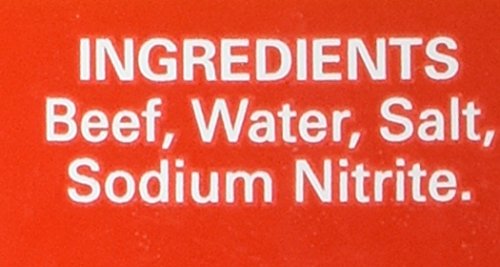 INGREDIENTS
Beef, Water, Salt,
Sodium Nitrite.